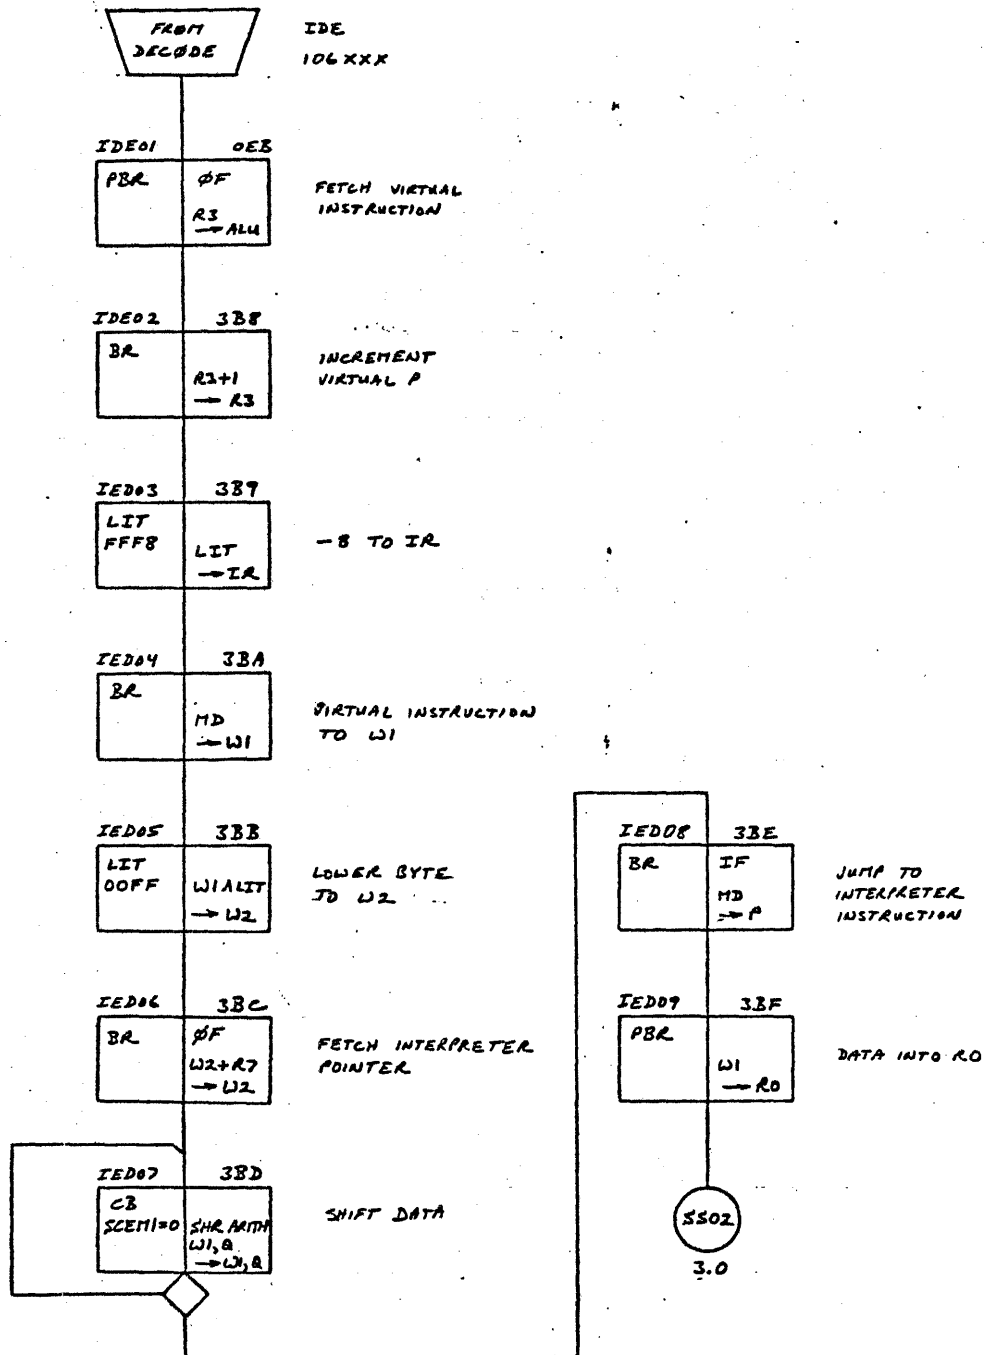 FROM
DECØDE
IDE
106XXX
IDE01 0EB
PBR ØF
R3
→ ALU
FETCH VIRTUAL
INSTRUCTION
IDE02 3B8
BR
R3+1
→ R3
INCREMENT
VIRTUAL P
IED03 3B9
LIT
FFF8
LIT
→ IR
-8 TO IR
IED04 3BA
BR
MD
→ W1
VIRTUAL INSTRUCTION
TO W1
IED05 3BB
LIT
00FF W1∧LIT
→ W2
LOWER BYTE
TO W2
IED06 3BC
BR ØF
W2+R7
→ W2
FETCH INTERPRETER
POINTER
IED07 3BD
CB
SCEM1=0 SHR ARITH
W1,Q
→ W1,Q
SHIFT DATA
IED08 3BE
BR IF
MD
→ P
JUMP TO
INTERPRETER
INSTRUCTION
IED09 3BF
PBR
W1
→ R0
DATA INTO R0
SS02
3.0